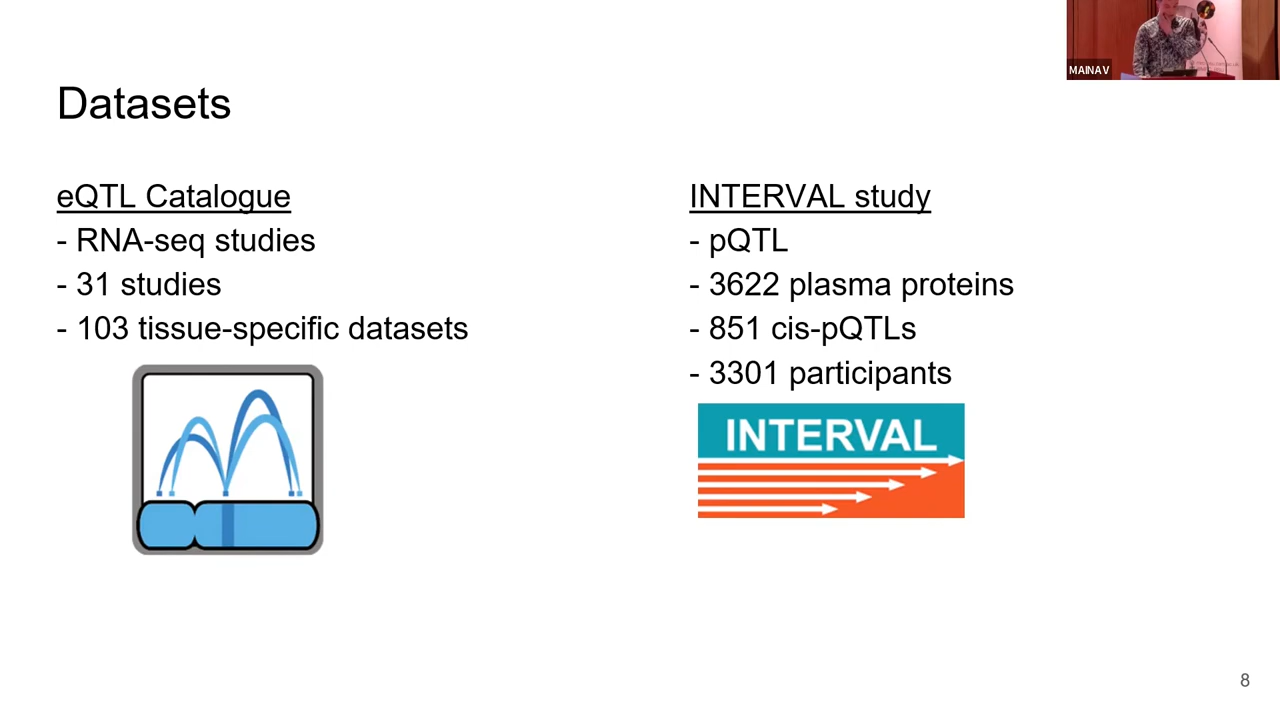 MAINAV
Datasets
eQTL Catalogue
- RNA-seq studies
- 31 studies
- 103 tissue-specific datasets
INTERVAL study
- pQTL
- 3622 plasma proteins
- 851 cis-pQTLs
- 3301 participants
INTERVAL
8